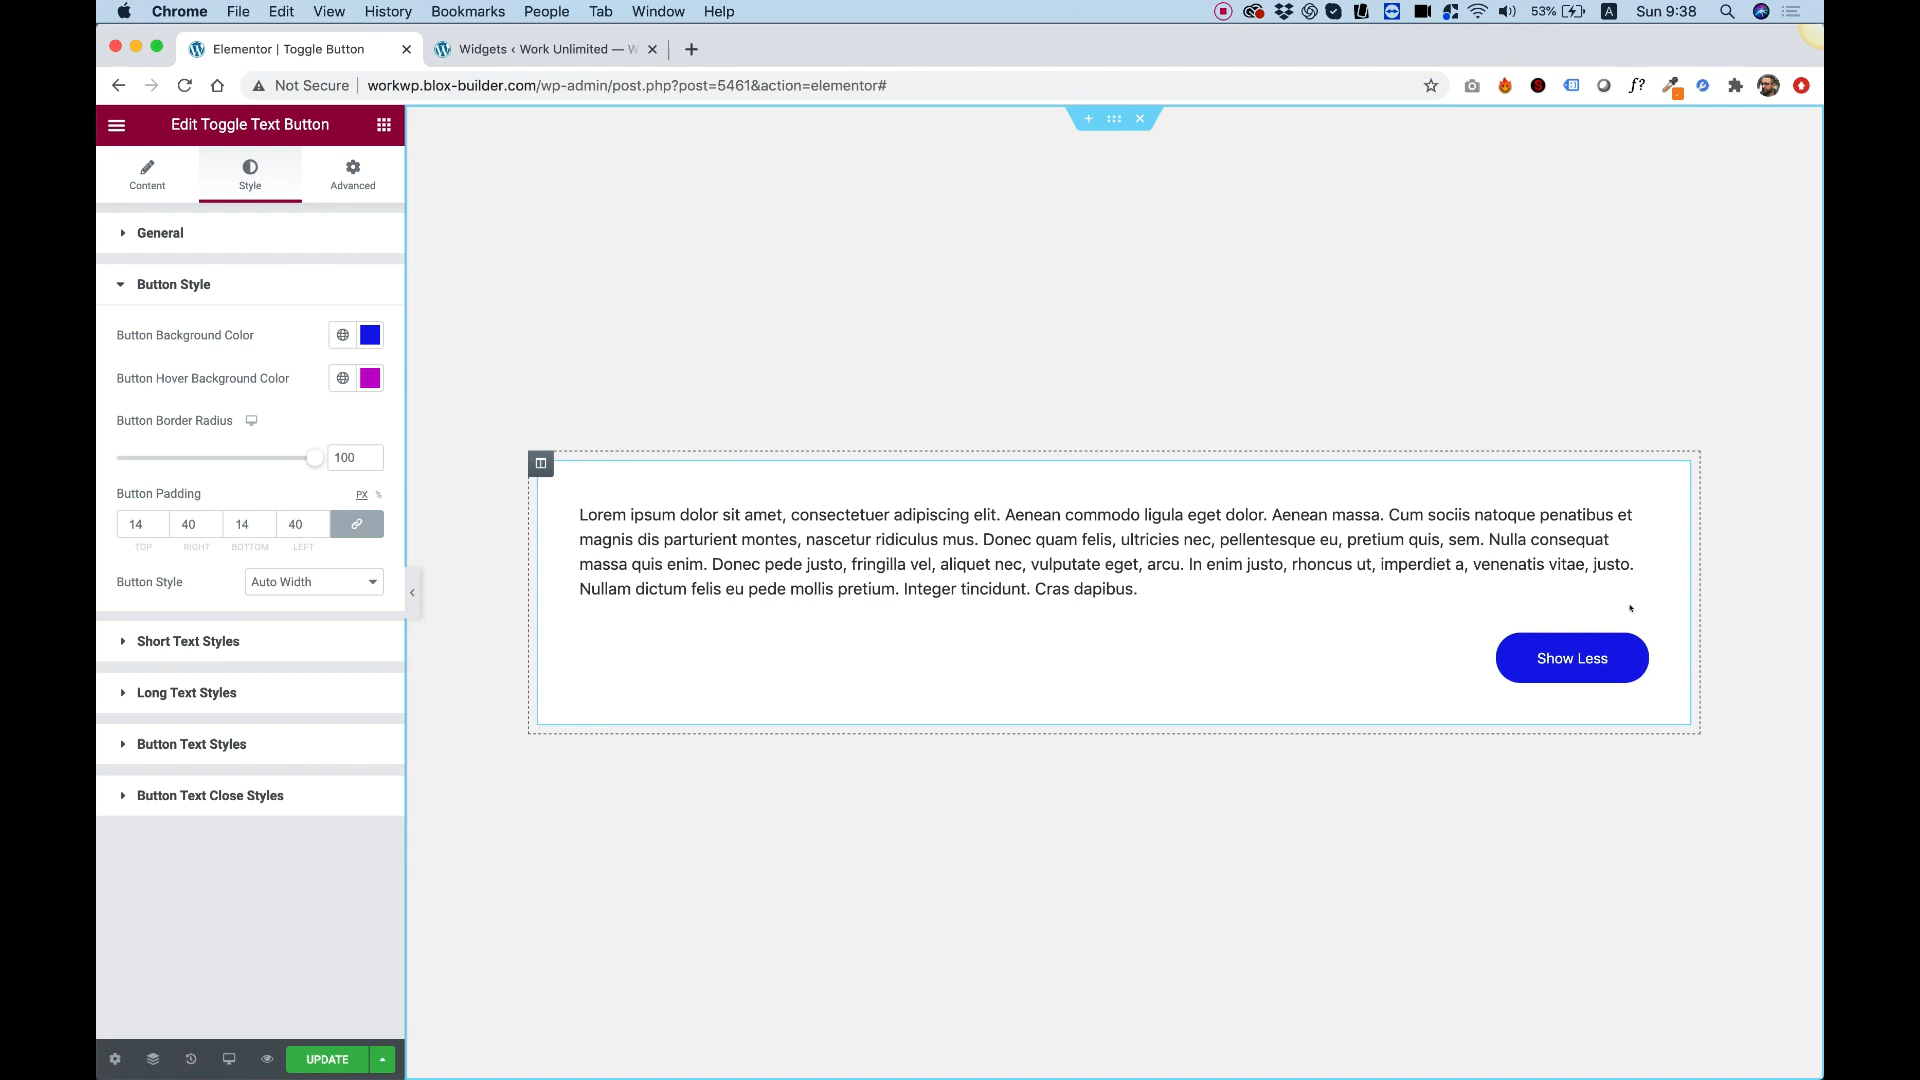 Chrome File Edit View History Bookmarks People Tab Window Help 53% A Sun 9:38
Elementor | Toggle Button
Widgets ‹ Work Unlimited — W
Not Secure workwp.blox-builder.com/wp-admin/post.php?post=5461&action=elementor#
f?
Edit Toggle Text Button
Content Style Advanced
General
Button Style
Button Background Color
Button Hover Background Color
Button Border Radius
100
Button Padding PX %
14 40 14 40
TOP RIGHT BOTTOM LEFT
Button Style Auto Width
Short Text Styles
Long Text Styles
Button Text Styles
Button Text Close Styles
UPDATE
Lorem ipsum dolor sit amet, consectetuer adipiscing elit. Aenean commodo ligula eget dolor. Aenean massa. Cum sociis natoque penatibus et
magnis dis parturient montes, nascetur ridiculus mus. Donec quam felis, ultricies nec, pellentesque eu, pretium quis, sem. Nulla consequat
massa quis enim. Donec pede justo, fringilla vel, aliquet nec, vulputate eget, arcu. In enim justo, rhoncus ut, imperdiet a, venenatis vitae, justo.
Nullam dictum felis eu pede mollis pretium. Integer tincidunt. Cras dapibus.
Show Less